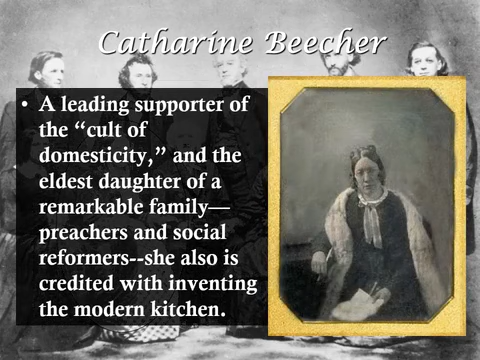 Catharine Beecher
• A leading supporter of
the “cult of
domesticity,” and the
eldest daughter of a
remarkable family—
preachers and social
reformers--she also is
credited with inventing
the modern kitchen.